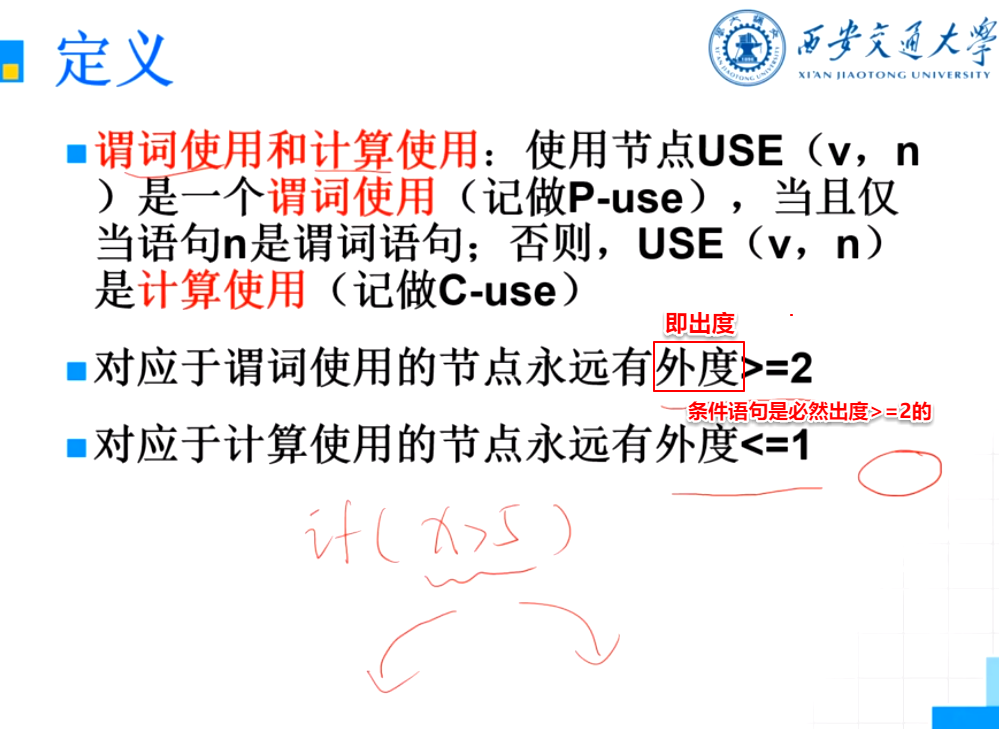 定义
西安交通大学
XI'AN JIAOTONG UNIVERSITY
谓词使用和计算使用：使用节点USE（v，n
）是一个谓词使用（记做P-use），当且仅
当语句n是谓词语句；否则，USE（v，n）
是计算使用（记做C-use）
即出度
对应于谓词使用的节点永远有外度>=2
条件语句是必然出度>=2的
对应于计算使用的节点永远有外度<=1
if(x>5)